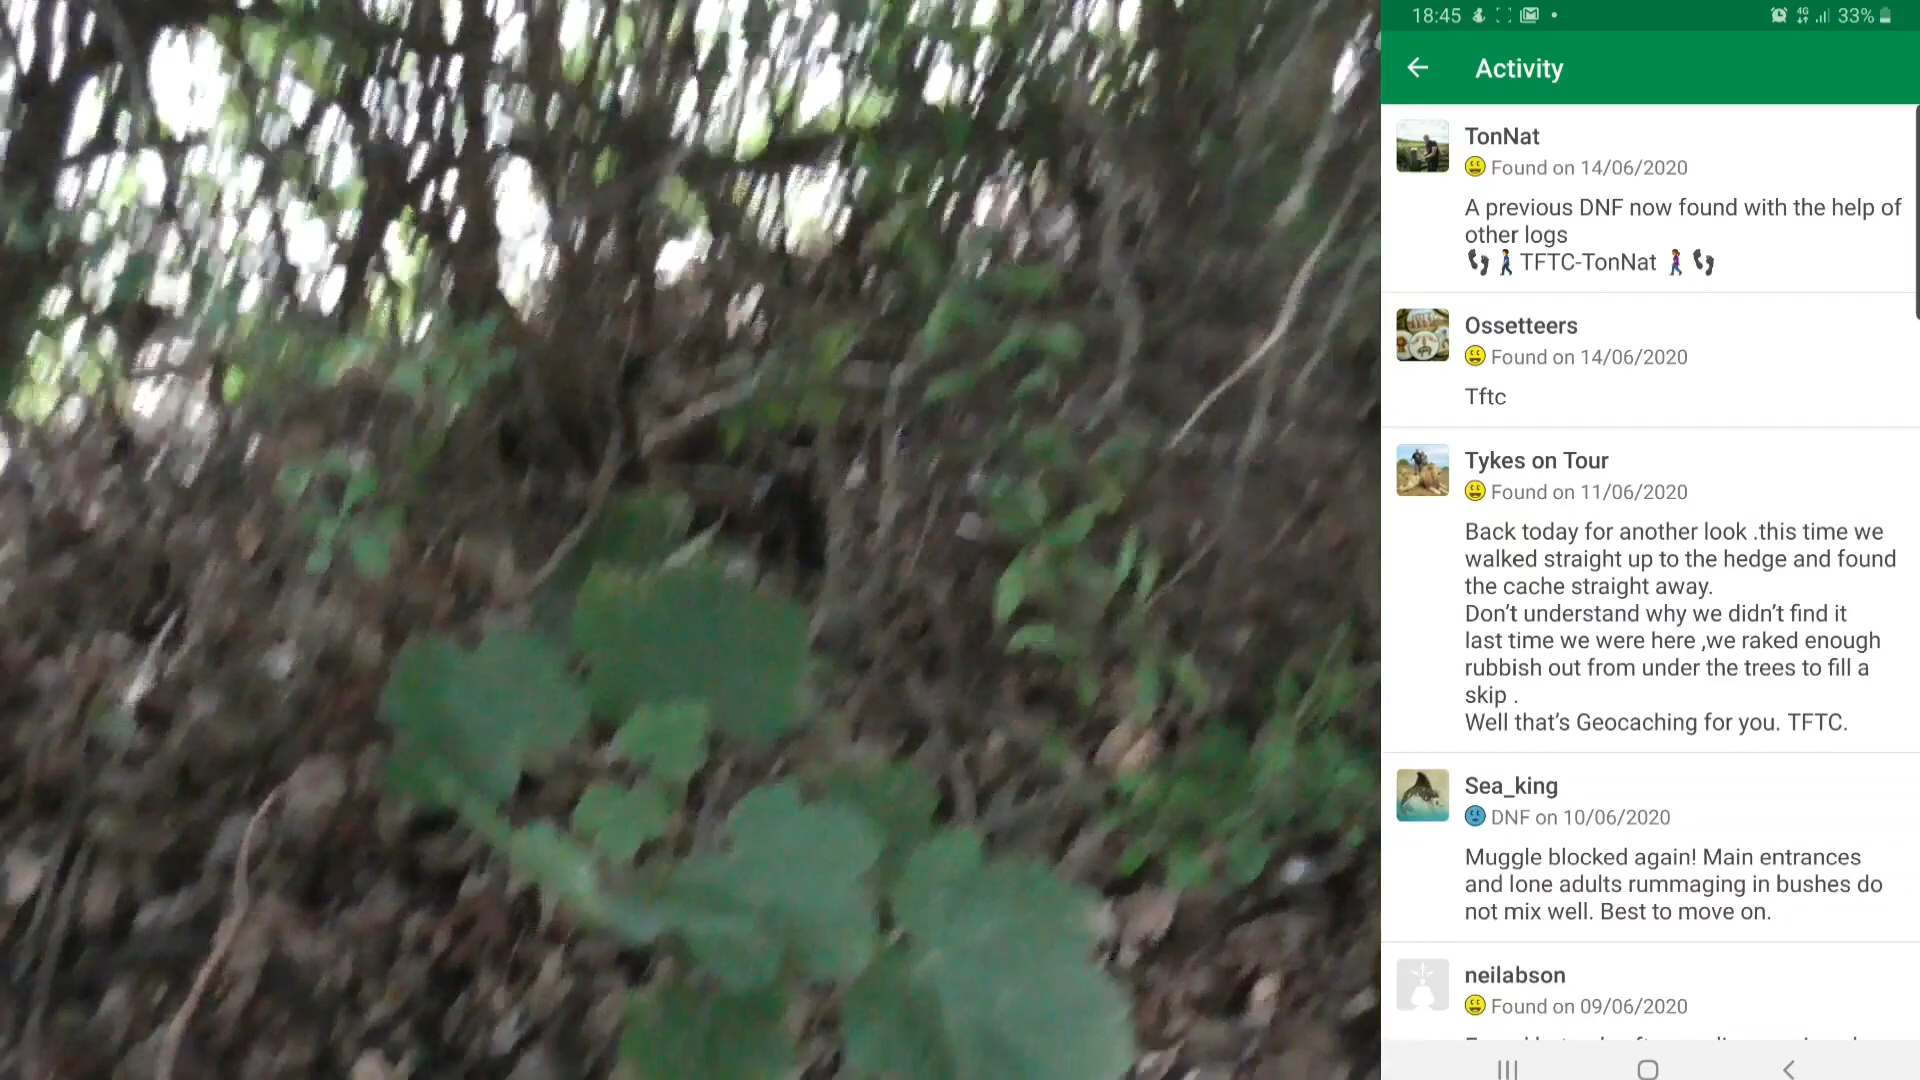 18:45
4G
33%
Activity
TonNat
Found on 14/06/2020
A previous DNF now found with the help of
other logs
TFTC-TonNat
Ossetteers
Found on 14/06/2020
Tftc
Tykes on Tour
Found on 11/06/2020
Back today for another look .this time we
walked straight up to the hedge and found
the cache straight away.
Don’t understand why we didn’t find it
last time we were here ,we raked enough
rubbish out from under the trees to fill a
skip .
Well that’s Geocaching for you. TFTC.
Sea_king
DNF on 10/06/2020
Muggle blocked again! Main entrances
and lone adults rummaging in bushes do
not mix well. Best to move on.
neilabson
Found on 09/06/2020